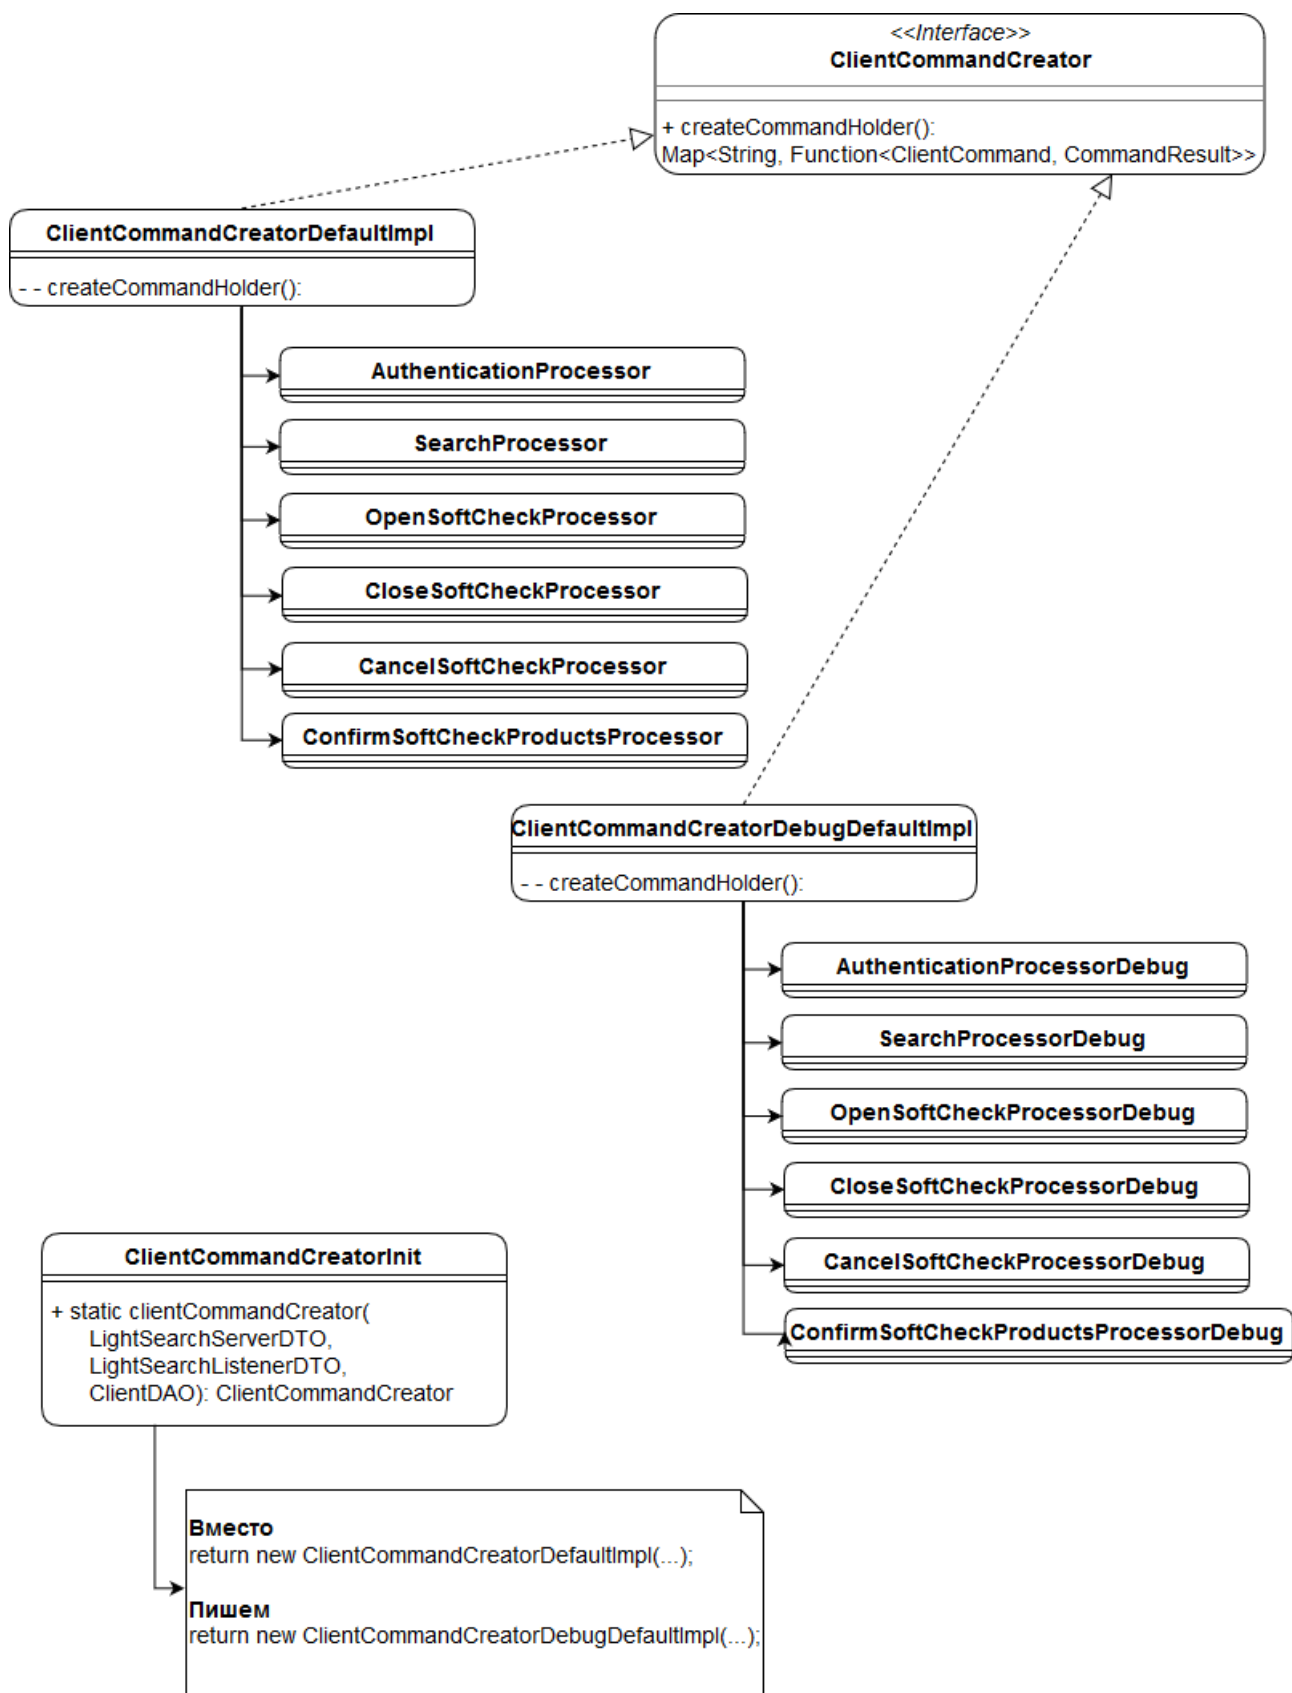 <<Interface>>
ClientCommandCreator
+ createCommandHolder():
Map<String, Function<ClientCommand, CommandResult>>
ClientCommandCreatorDefaultImpl
- - createCommandHolder():
AuthenticationProcessor
SearchProcessor
OpenSoftCheckProcessor
CloseSoftCheckProcessor
CancelSoftCheckProcessor
ConfirmSoftCheckProductsProcessor
ClientCommandCreatorDebugDefaultImpl
- - createCommandHolder():
AuthenticationProcessorDebug
SearchProcessorDebug
OpenSoftCheckProcessorDebug
CloseSoftCheckProcessorDebug
CancelSoftCheckProcessorDebug
ConfirmSoftCheckProductsProcessorDebug
ClientCommandCreatorInit
+ static clientCommandCreator(
LightSearchServerDTO,
LightSearchListenerDTO,
ClientDAO): ClientCommandCreator
Вместо
return new ClientCommandCreatorDefaultImpl(...);
Пишем
return new ClientCommandCreatorDebugDefaultImpl(...);